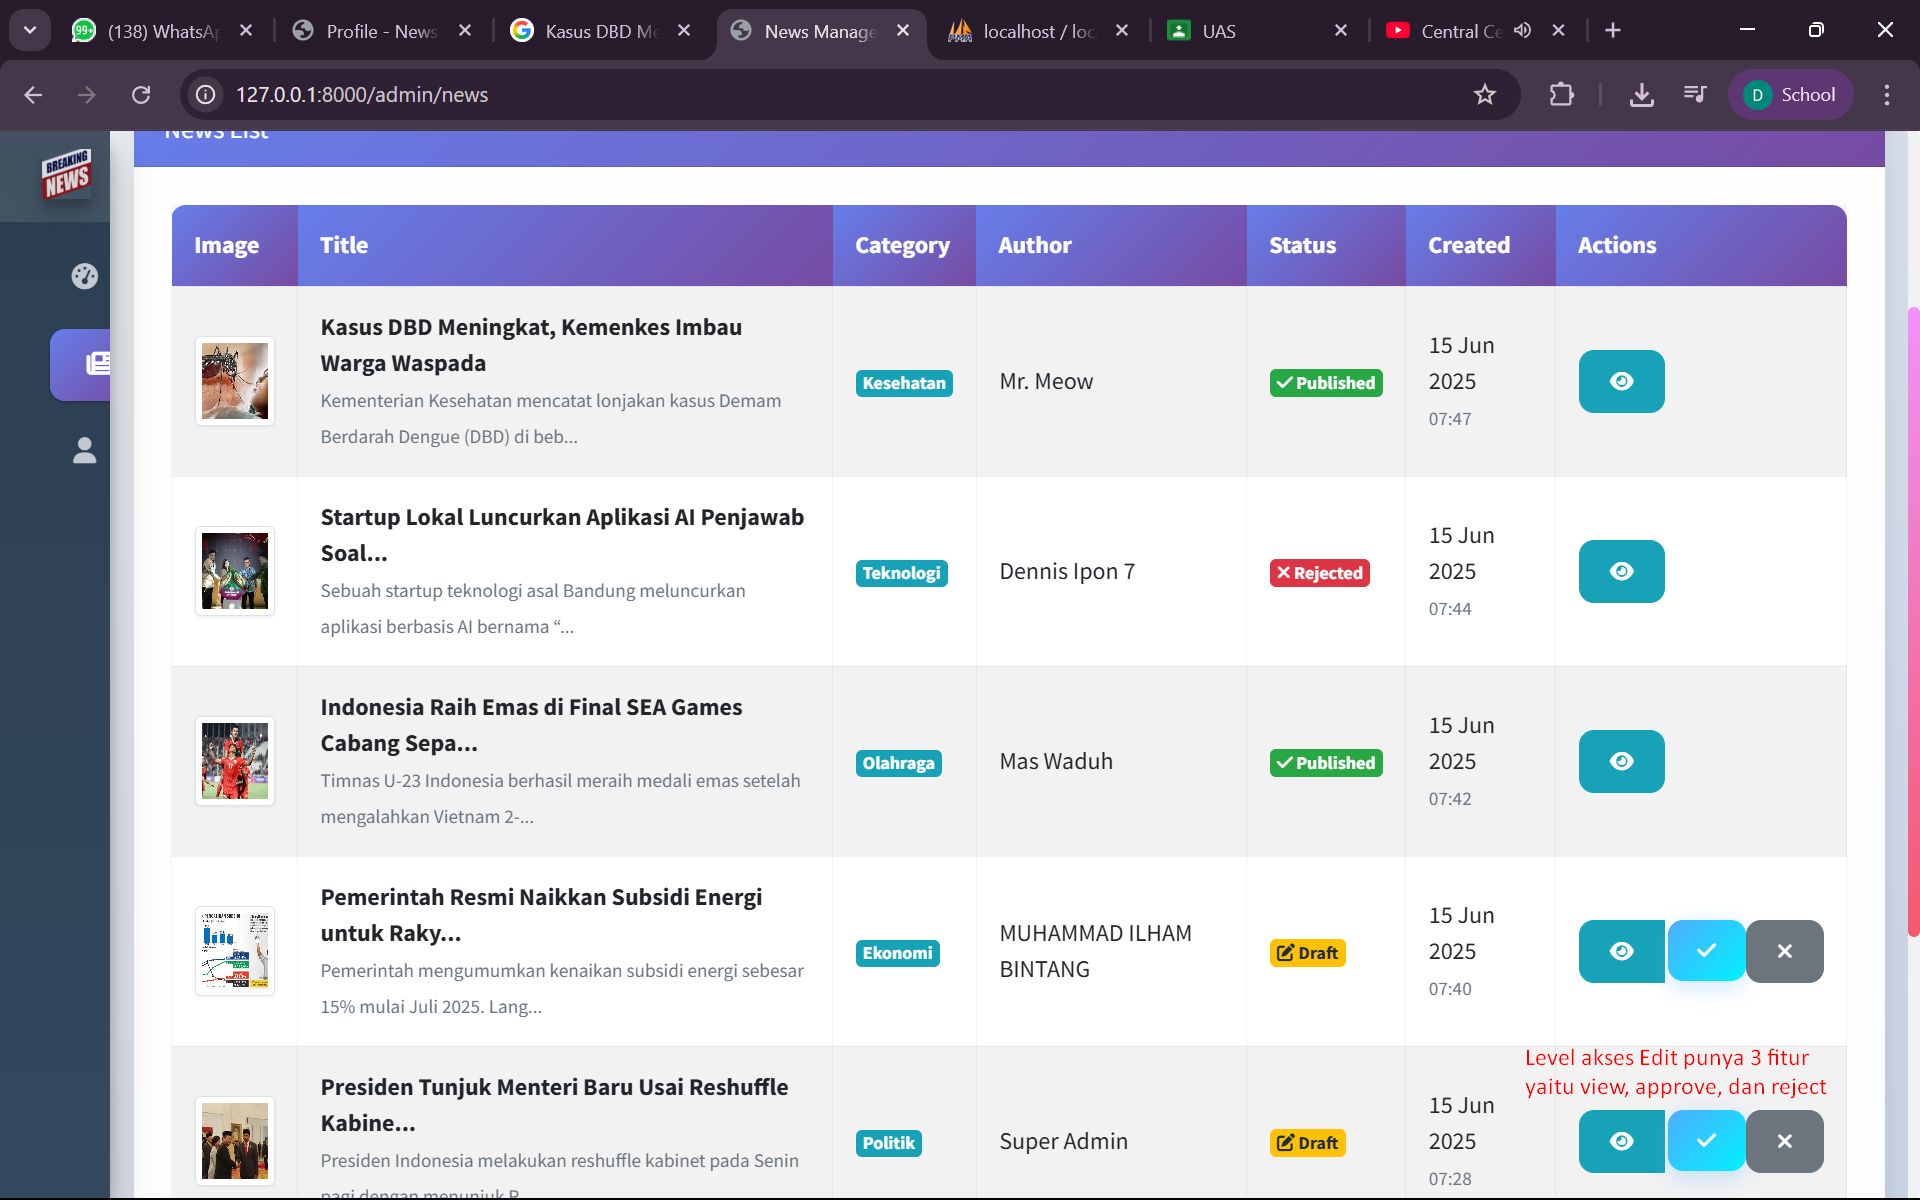 (138) WhatsAp
Profile - News
Kasus DBD Me
News Manage
localhost / loc
UAS
Central Ce
127.0.0.1:8000/admin/news
D School
News List
BREAKING
NEWS
Image Title Category Author Status Created Actions
Kasus DBD Meningkat, Kemenkes Imbau
Warga Waspada
Kementerian Kesehatan mencatat lonjakan kasus Demam
Berdarah Dengue (DBD) di beb...
Kesehatan
Mr. Meow
Published
15 Jun
2025
07:47
Startup Lokal Luncurkan Aplikasi AI Penjawab
Soal...
Sebuah startup teknologi asal Bandung meluncurkan
aplikasi berbasis AI bernama “...
Teknologi
Dennis Ipon 7
Rejected
15 Jun
2025
07:44
Indonesia Raih Emas di Final SEA Games
Cabang Sepa...
Timnas U-23 Indonesia berhasil meraih medali emas setelah
mengalahkan Vietnam 2-...
Olahraga
Mas Waduh
Published
15 Jun
2025
07:42
Pemerintah Resmi Naikkan Subsidi Energi
untuk Raky...
Pemerintah mengumumkan kenaikan subsidi energi sebesar
15% mulai Juli 2025. Lang...
Ekonomi
MUHAMMAD ILHAM
BINTANG
Draft
15 Jun
2025
07:40
Level akses Edit punya 3 fitur
yaitu view, approve, dan reject
Presiden Tunjuk Menteri Baru Usai Reshuffle
Kabine...
Presiden Indonesia melakukan reshuffle kabinet pada Senin
pagi dengan menunjuk R...
Politik
Super Admin
Draft
15 Jun
2025
07:28